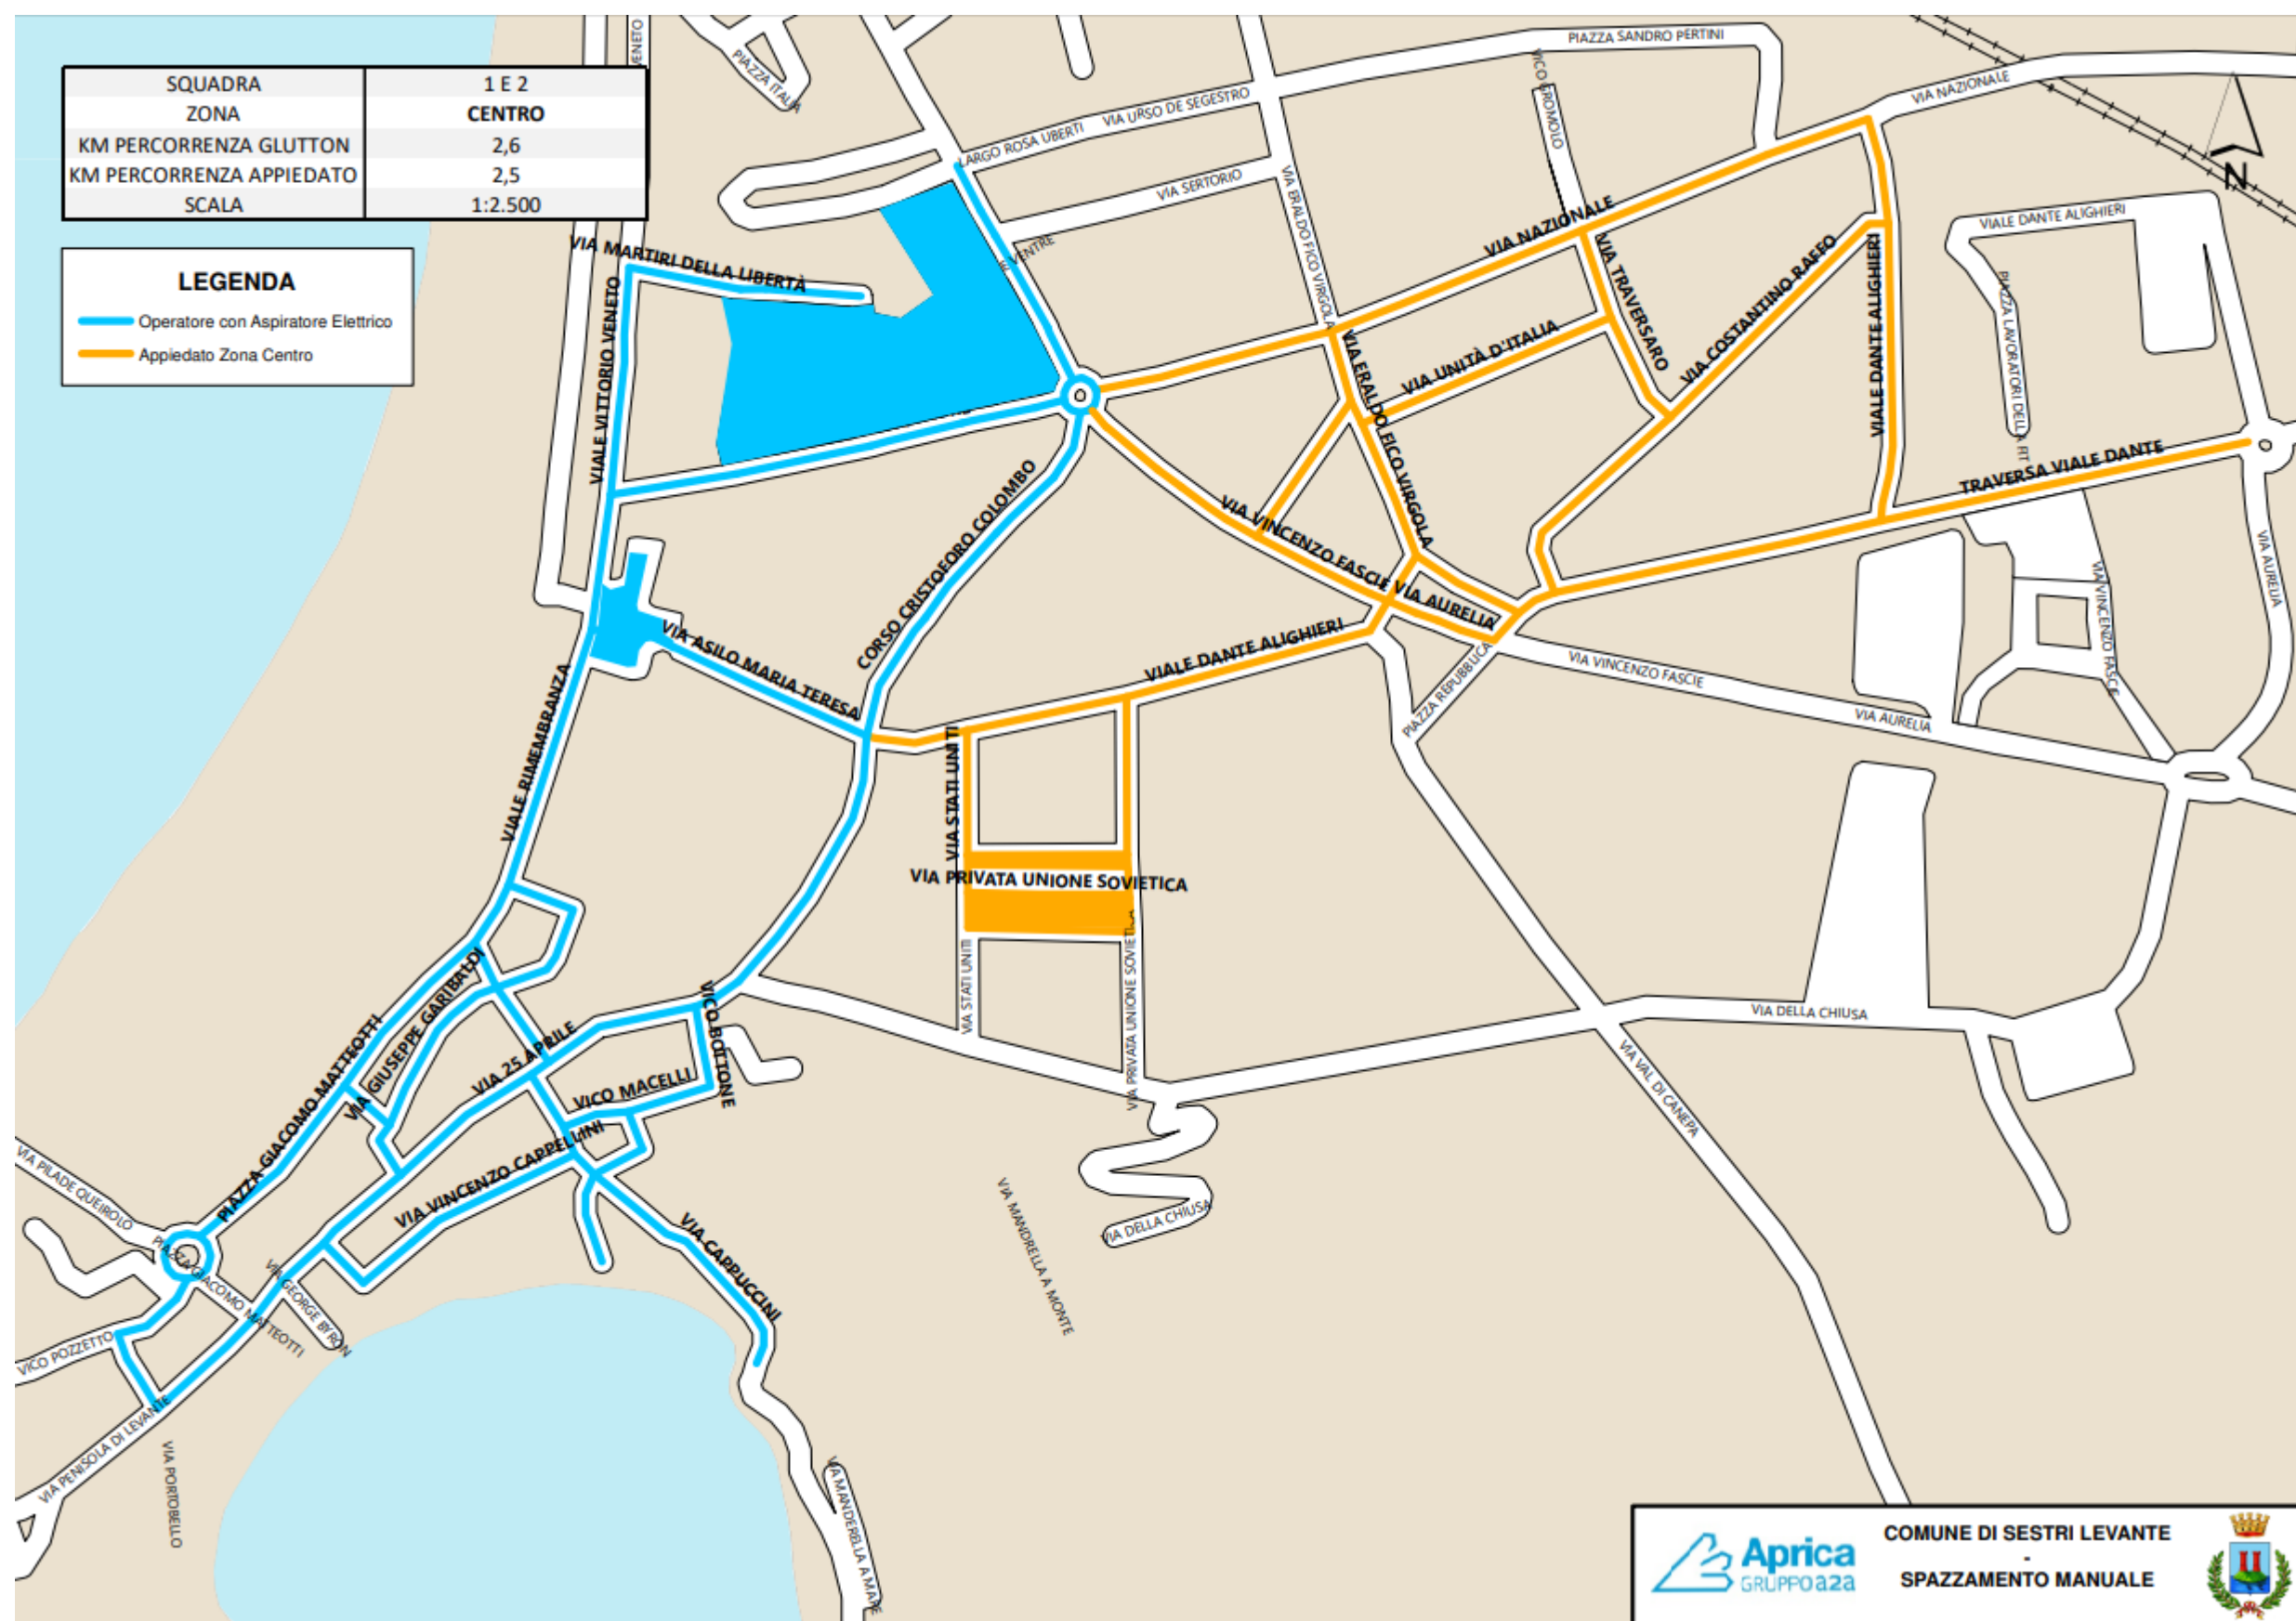 SQUADRA 1 E 2
ZONA CENTRO
KM PERCORRENZA GLUTTON 2,6
KM PERCORRENZA APPIEDATO 2,5
SCALA 1:2.500
LEGENDA
Operatore con Aspiratore Elettrico
Appiedato Zona Centro
VENETO
PIAZZA ITALIA
PIAZZA SANDRO PERTINI
VICO GROMOLO
VIA NAZIONALE
N
LARGO ROSA UBERTI
VIA URSO DE SEGESTRO
VIA SERTORIO
VIA ERALDO FICO VIRGOLA
VENTRE
VIALE DANTE ALIGHIERI
PIAZZA LAVORATORI DELLA FIT
VIA MARTIRI DELLA LIBERTÀ
VIALE VITTORIO VENETO
VIA NAZIONALE
VIA TRAVERSARO
VIA COSTANTINO RAFFO
VIALE DANTE ALIGHIERI
VIA UNITÀ D'ITALIA
VIA ERALDO FICO VIRGOLA
TRAVERSA VIALE DANTE
VIA AURELIA
CORSO CRISTOFORO COLOMBO
VIA VINCENZO FASCIE
VIA AURELIA
VIA ASILO MARIA TERESA
VIALE DANTE ALIGHIERI
PIAZZA REPUBBLICA
VIA VINCENZO FASCIE
VIA AURELIA
VIA VINCENZO FASCIE
VIALE RIMEMBRANZA
VIA STATI UNITI
VIA PRIVATA UNIONE SOVIETICA
VIA STATI UNITI
VIA PRIVATA UNIONE SOVIETICA
VIA DELLA CHIUSA
VIA VAL DI CANEPA
PIAZZA GIACOMO MATTEOTTI
VIA GIUSEPPE GARIBALDI
VIA 25 APRILE
VICO BOTTONE
VICO MACELLI
VIA VINCENZO CAPPELLINI
VIA CAPPUCCINI
VIA PILADE QUEIROLO
PIAZZA GIACOMO MATTEOTTI
VIA GEORGE BYRON
VICO POZZETTO
VIA PENISOLA DI LEVANTE
VIA PORTOBELLO
VIA MANDRELLA A MONTE
VIA DELLA CHIUSA
VIA MANDERELLA A MARE
Aprica
GRUPPO a2a
COMUNE DI SESTRI LEVANTE
-
SPAZZAMENTO MANUALE